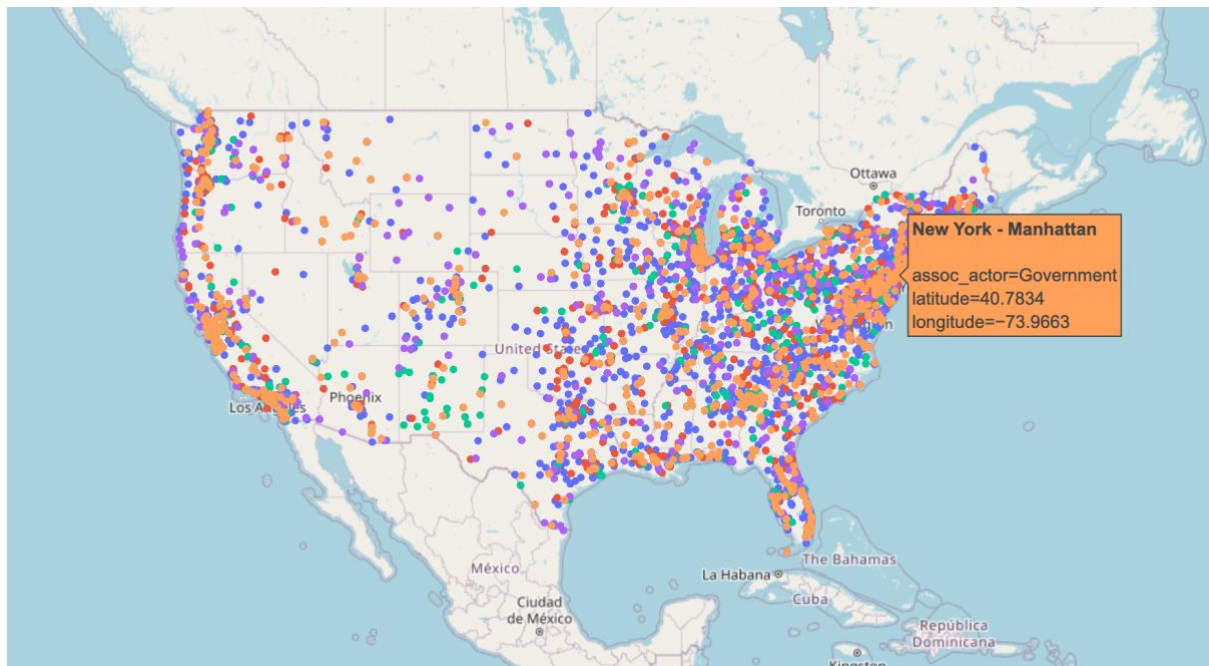 Ottawa
Toronto
New York - Manhattan
assoc_actor=Government
latitude=40.7834
longitude=−73.9663
United States
Phoenix
Los Angeles
México
La Habana
The Bahamas
Cuba
Ciudad
de México
República
Dominicana
Kingston